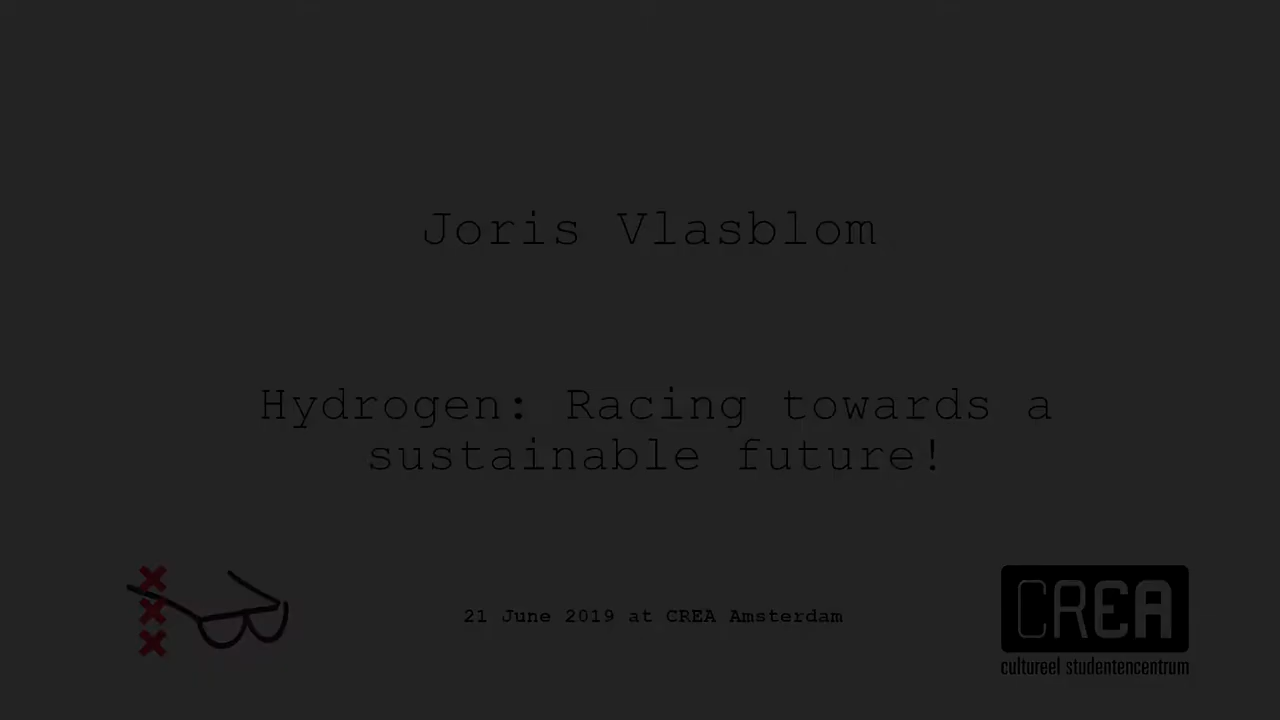 Joris Vlasblom
Hydrogen: Racing towards a
sustainable future!
21 June 2019 at CREA Amsterdam
CREA
cultureel studentencentrum